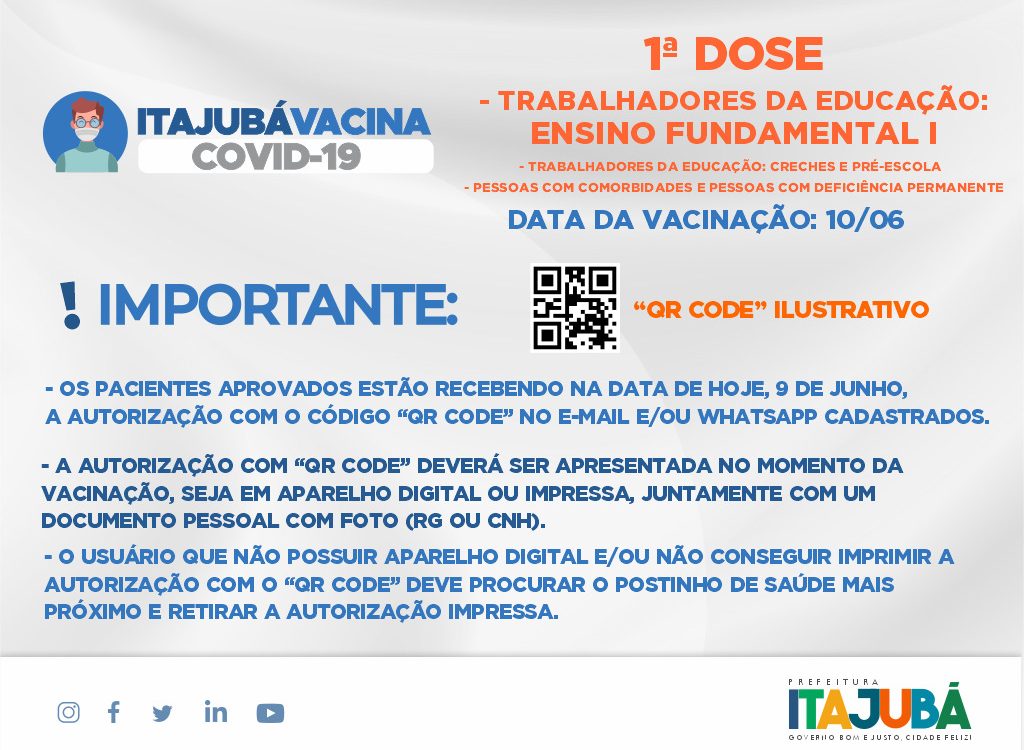 1ª DOSE
- TRABALHADORES DA EDUCAÇÃO:
ENSINO FUNDAMENTAL I
- TRABALHADORES DA EDUCAÇÃO: CRECHES E PRÉ-ESCOLA
- PESSOAS COM COMORBIDADES E PESSOAS COM DEFICIÊNCIA PERMANENTE
DATA DA VACINAÇÃO: 10/06
ITAJUBÁVACINA
COVID-19
! IMPORTANTE:
“QR CODE” ILUSTRATIVO
- OS PACIENTES APROVADOS ESTÃO RECEBENDO NA DATA DE HOJE, 9 DE JUNHO,
A AUTORIZAÇÃO COM O CÓDIGO “QR CODE” NO E-MAIL E/OU WHATSAPP CADASTRADOS.
- A AUTORIZAÇÃO COM “QR CODE” DEVERÁ SER APRESENTADA NO MOMENTO DA
VACINAÇÃO, SEJA EM APARELHO DIGITAL OU IMPRESSA, JUNTAMENTE COM UM
DOCUMENTO PESSOAL COM FOTO (RG OU CNH).
- O USUÁRIO QUE NÃO POSSUIR APARELHO DIGITAL E/OU NÃO CONSEGUIR IMPRIMIR A
AUTORIZAÇÃO COM O “QR CODE” DEVE PROCURAR O POSTINHO DE SAÚDE MAIS
PRÓXIMO E RETIRAR A AUTORIZAÇÃO IMPRESSA.
PREFEITURA
ITAJUBÁ
GOVERNO BOM E JUSTO, CIDADE FELIZ!